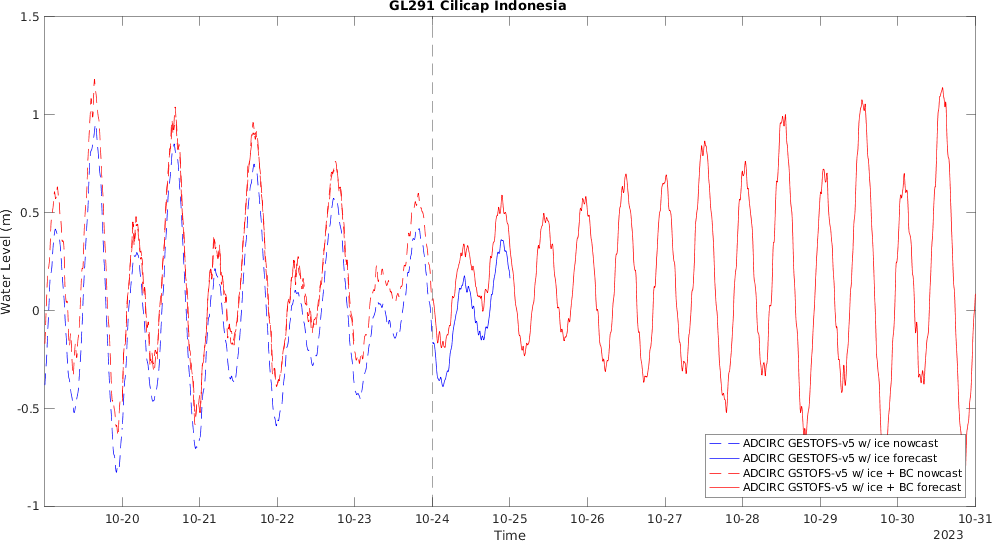 GL291 Cilicap Indonesia
1.5
1
0.5
0
-0.5
-1
Water Level (m)
10-20
10-21
10-22
10-23
10-24
10-25
10-26
10-27
10-28
10-29
10-30
10-31
Time
2023
ADCIRC GESTOFS-v5 w/ ice nowcast
ADCIRC GESTOFS-v5 w/ ice forecast
ADCIRC GSTOFS-v5 w/ ice + BC nowcast
ADCIRC GSTOFS-v5 w/ ice + BC forecast